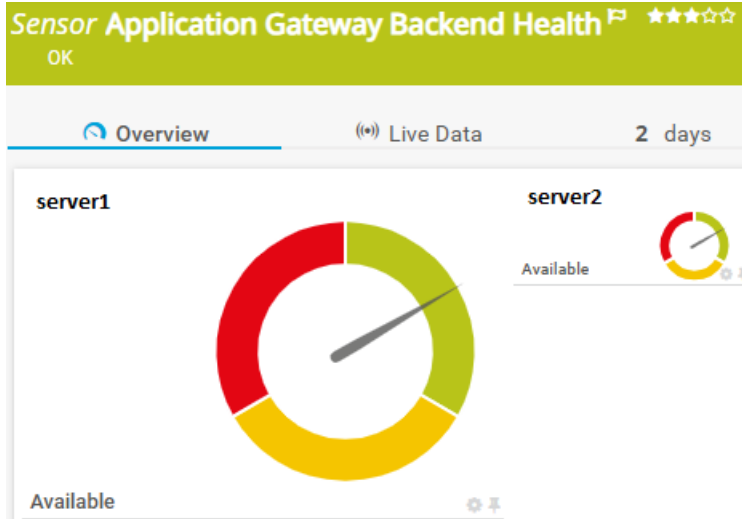 Sensor Application Gateway Backend Health
OK
Overview
Live Data
2 days
server1
server2
Available
Available